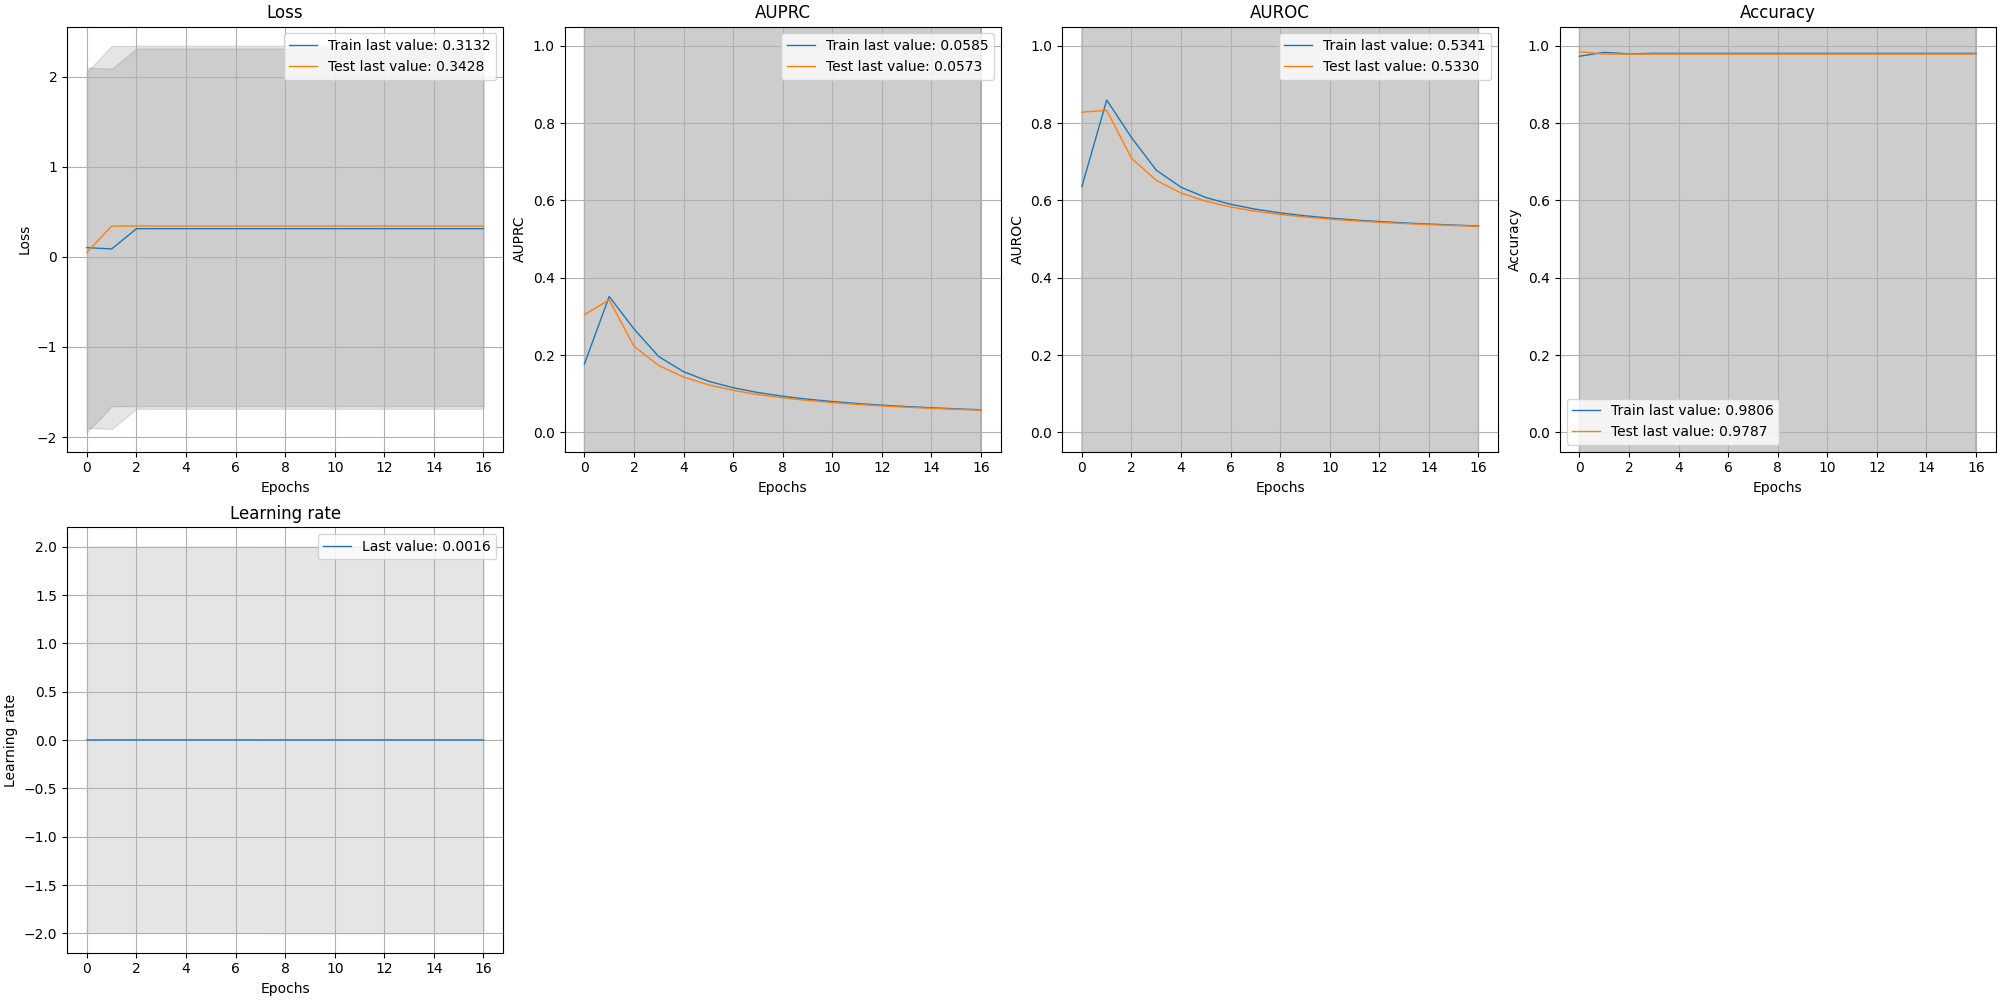 Loss
Train last value: 0.3132
Test last value: 0.3428
2
1
0
−1
−2
Loss
0 2 4 6 8 10 12 14 16
Epochs
AUPRC
Train last value: 0.0585
Test last value: 0.0573
1.0
0.8
0.6
0.4
0.2
0.0
AUPRC
0 2 4 6 8 10 12 14 16
Epochs
AUROC
Train last value: 0.5341
Test last value: 0.5330
1.0
0.8
0.6
0.4
0.2
0.0
AUROC
0 2 4 6 8 10 12 14 16
Epochs
Accuracy
1.0
0.8
0.6
0.4
0.2
0.0
Accuracy
Train last value: 0.9806
Test last value: 0.9787
0 2 4 6 8 10 12 14 16
Epochs
Learning rate
Last value: 0.0016
2.0
1.5
1.0
0.5
0.0
−0.5
−1.0
−1.5
−2.0
Learning rate
0 2 4 6 8 10 12 14 16
Epochs